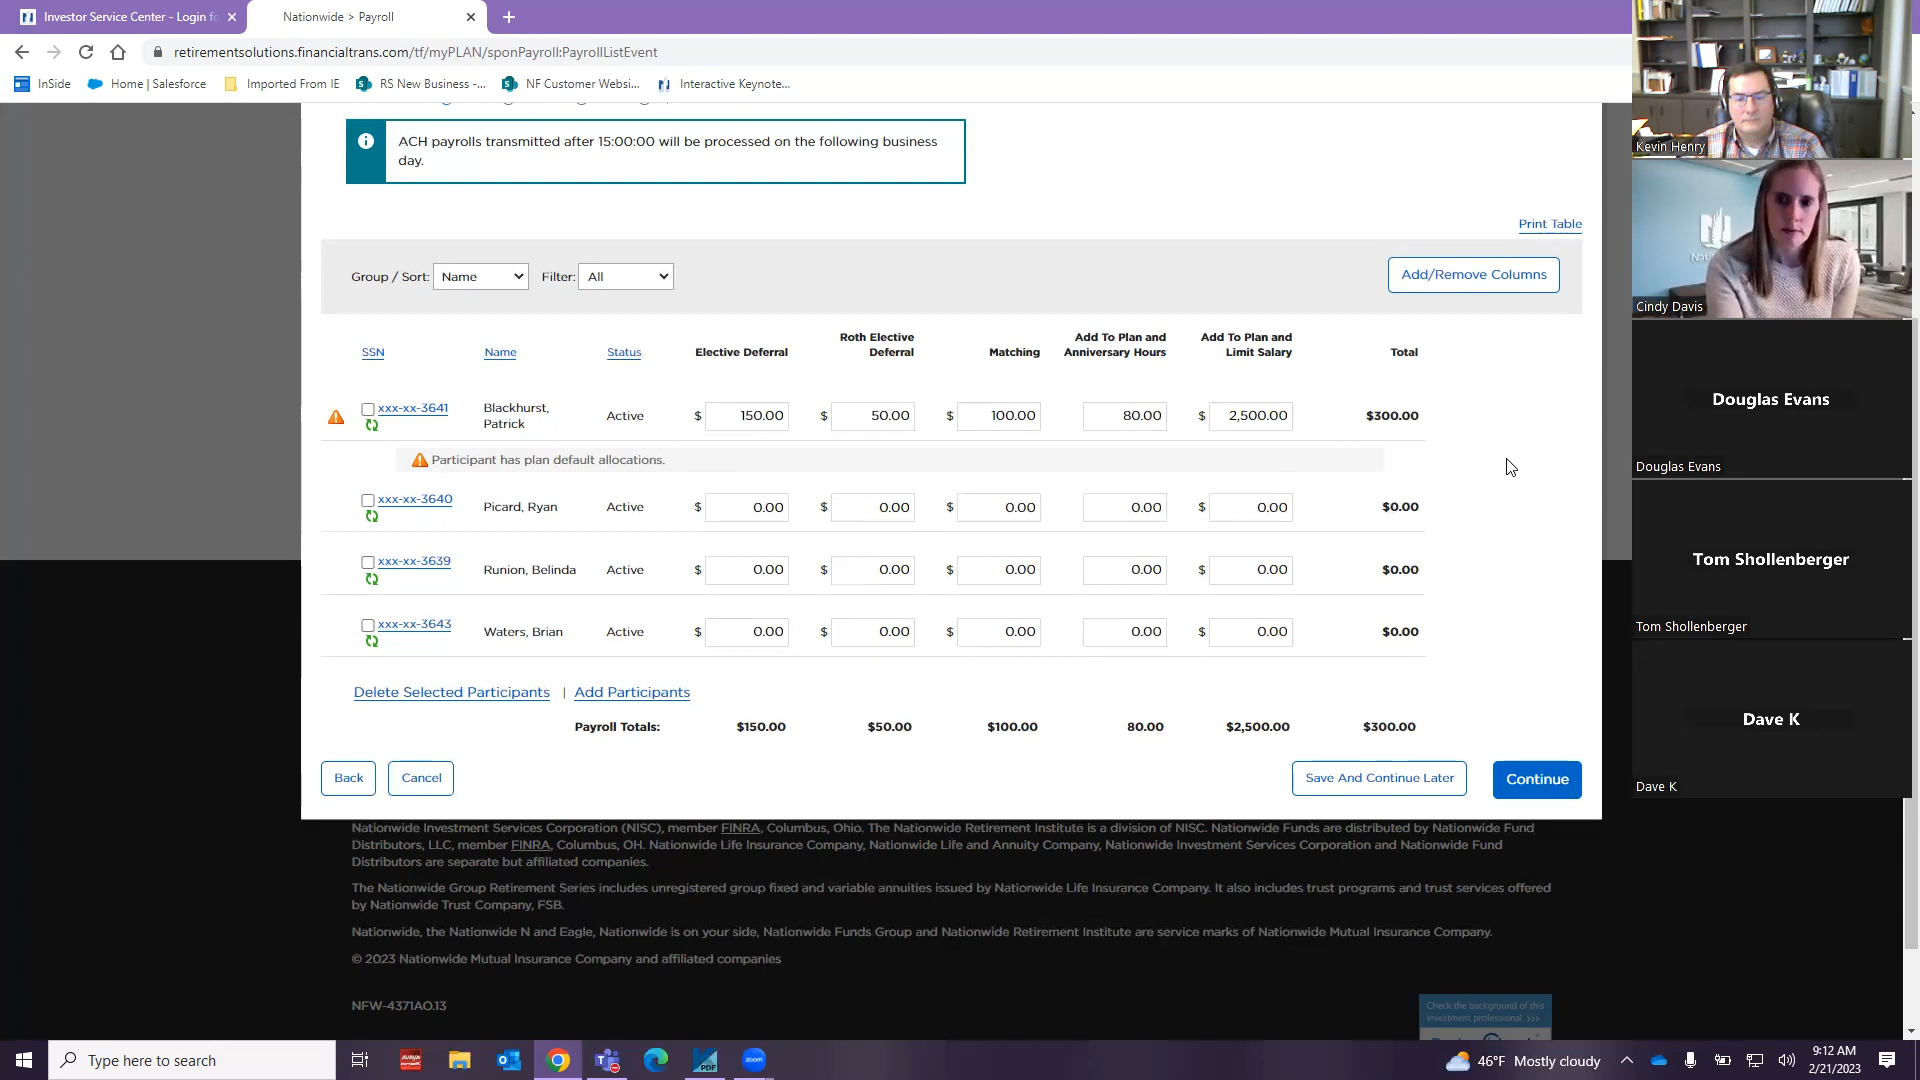 Investor Service Center - Login fo
Nationwide > Payroll
retirementsolutions.financialtrans.com/tf/myPLAN/sponPayroll:PayrollListEvent
InSide
Home | Salesforce
Imported From IE
RS New Business -...
NF Customer Websi...
Interactive Keynote...
ACH payrolls transmitted after 15:00:00 will be processed on the following business
day.
Print Table
Group / Sort: Name Filter: All
Add/Remove Columns
SSN Name Status Elective Deferral Roth Elective Deferral Matching Add To Plan and Anniversary Hours Add To Plan and Limit Salary Total
xxx-xx-3641 Blackhurst, Patrick Active $ 150.00 $ 50.00 $ 100.00 80.00 $ 2,500.00 $300.00
Participant has plan default allocations.
xxx-xx-3640 Picard, Ryan Active $ 0.00 $ 0.00 $ 0.00 0.00 $ 0.00 $0.00
xxx-xx-3639 Runion, Belinda Active $ 0.00 $ 0.00 $ 0.00 0.00 $ 0.00 $0.00
xxx-xx-3643 Waters, Brian Active $ 0.00 $ 0.00 $ 0.00 0.00 $ 0.00 $0.00
Delete Selected Participants | Add Participants
Payroll Totals: $150.00 $50.00 $100.00 80.00 $2,500.00 $300.00
Back Cancel Save And Continue Later Continue
Nationwide Investment Services Corporation (NISC), member FINRA, Columbus, Ohio. The Nationwide Retirement Institute is a division of NISC. Nationwide Funds are distributed by Nationwide Fund
Distributors, LLC, member FINRA, Columbus, OH. Nationwide Life Insurance Company, Nationwide Life and Annuity Company, Nationwide Investment Services Corporation and Nationwide Fund
Distributors are separate but affiliated companies.
The Nationwide Group Retirement Series includes unregistered group fixed and variable annuities issued by Nationwide Life Insurance Company. It also includes trust programs and trust services offered
by Nationwide Trust Company, FSB.
Nationwide, the Nationwide N and Eagle, Nationwide is on your side, Nationwide Funds Group and Nationwide Retirement Institute are service marks of Nationwide Mutual Insurance Company.
© 2023 Nationwide Mutual Insurance Company and affiliated companies
NFW-4371AO.13
Check the background of this
investment professional >>>
Kevin Henry
Cindy Davis
Douglas Evans
Douglas Evans
Tom Shollenberger
Tom Shollenberger
Dave K
Dave K
Type here to search
PDF
zoom
46°F Mostly cloudy
9:12 AM
2/21/2023